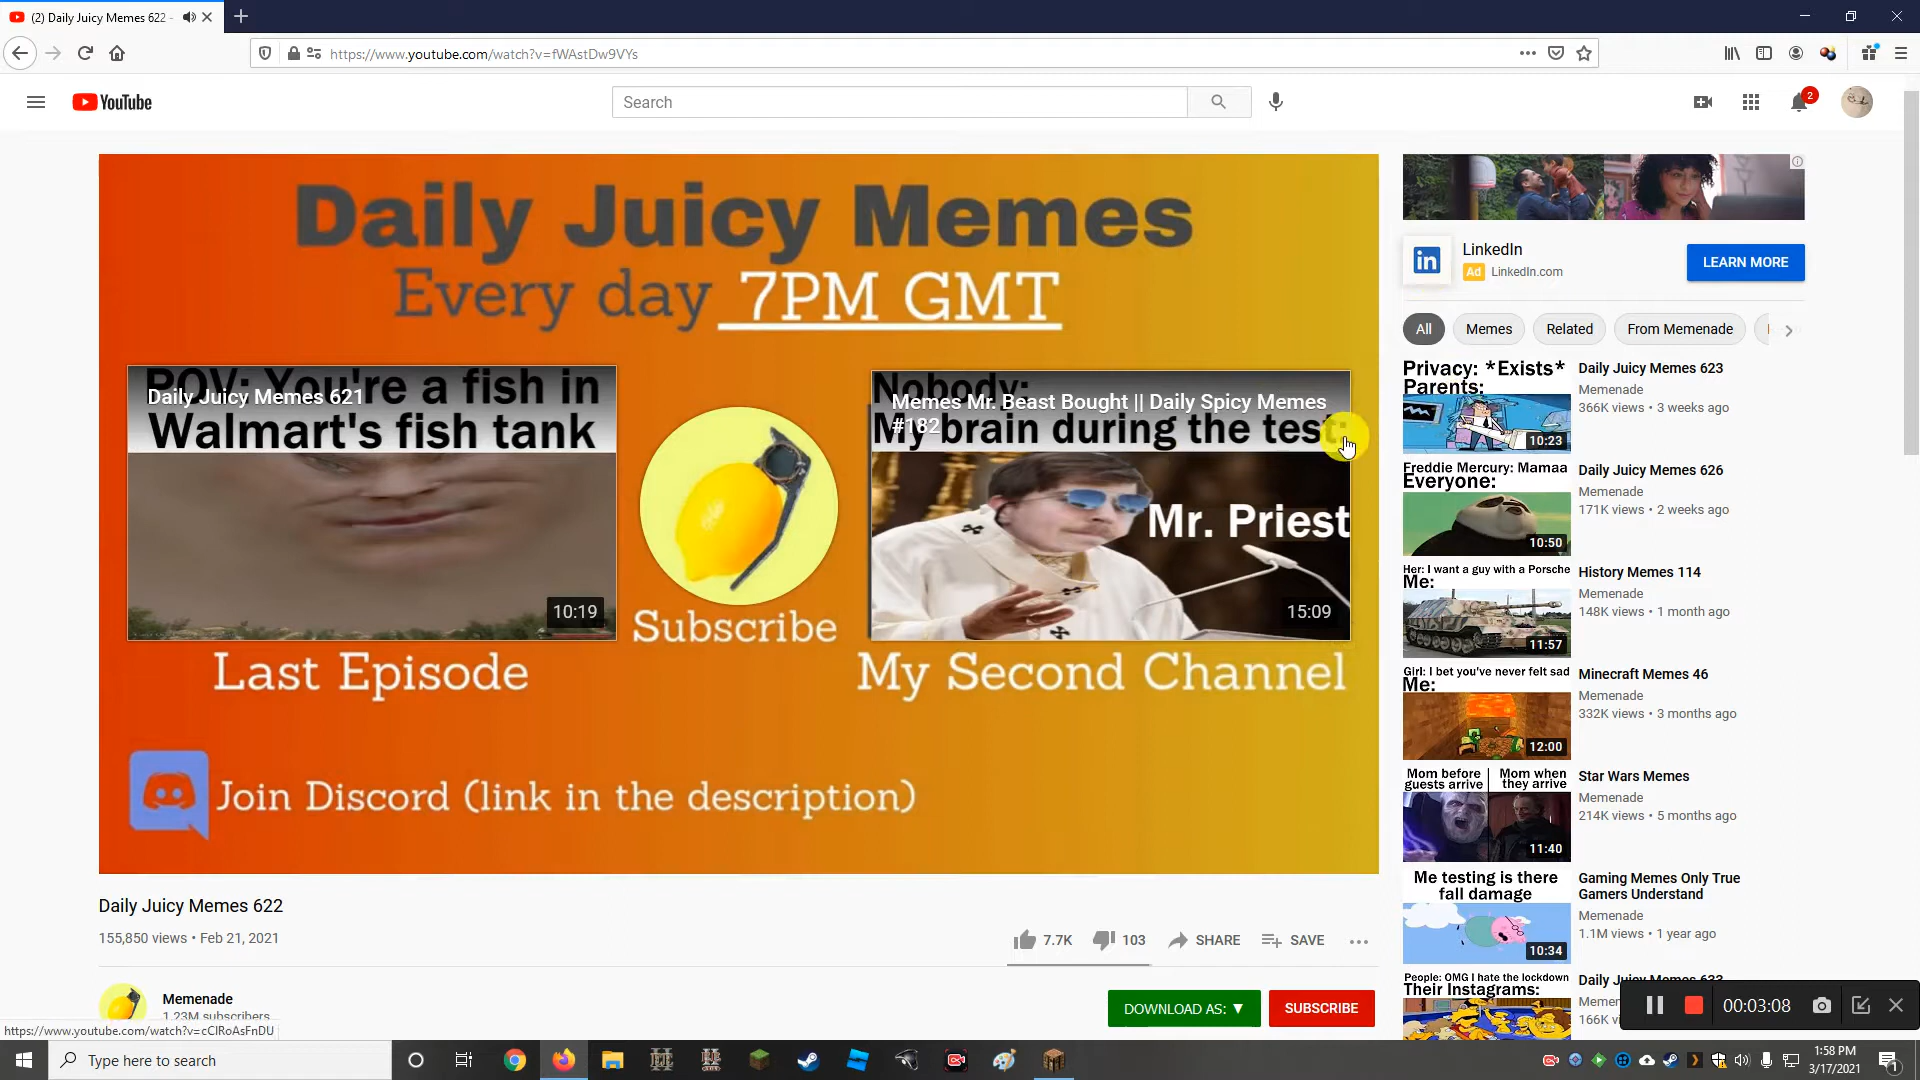 (2) Daily Juicy Memes 622 -
https://www.youtube.com/watch?v=fWAstDw9VYs
YouTube
Search
2
Daily Juicy Memes
Every day 7PM GMT
POV: You're a fish in
Walmart's fish tank
Daily Juicy Memes 621
10:19
Last Episode
Subscribe
Nobody:
My brain during the test:
Memes Mr. Beast Bought || Daily Spicy Memes
#182
Mr. Priest
15:09
My Second Channel
Join Discord (link in the description)
Daily Juicy Memes 622
155,850 views • Feb 21, 2021
7.7K
103
SHARE
SAVE
Memenade
1.23M subscribers
DOWNLOAD AS: ▼
SUBSCRIBE
https://www.youtube.com/watch?v=cClRoAsFnDU
in
LinkedIn
Ad LinkedIn.com
LEARN MORE
All
Memes
Related
From Memenade
Privacy: *Exists*
Parents:
10:23
Daily Juicy Memes 623
Memenade
366K views • 3 weeks ago
Freddie Mercury: Mamaa
Everyone:
10:50
Daily Juicy Memes 626
Memenade
171K views • 2 weeks ago
Her: I want a guy with a Porsche
Me:
11:57
History Memes 114
Memenade
148K views • 1 month ago
Girl: I bet you've never felt sad
Me:
12:00
Minecraft Memes 46
Memenade
332K views • 3 months ago
Mom before
guests arrive
Mom when
they arrive
11:40
Star Wars Memes
Memenade
214K views • 5 months ago
Me testing is there
fall damage
10:34
Gaming Memes Only True
Gamers Understand
Memenade
1.1M views • 1 year ago
People: OMG I hate the lockdown
Their Instagrams:
Daily Juicy Memes 633
166K
00:03:08
Type here to search
1:58 PM
3/17/2021
1